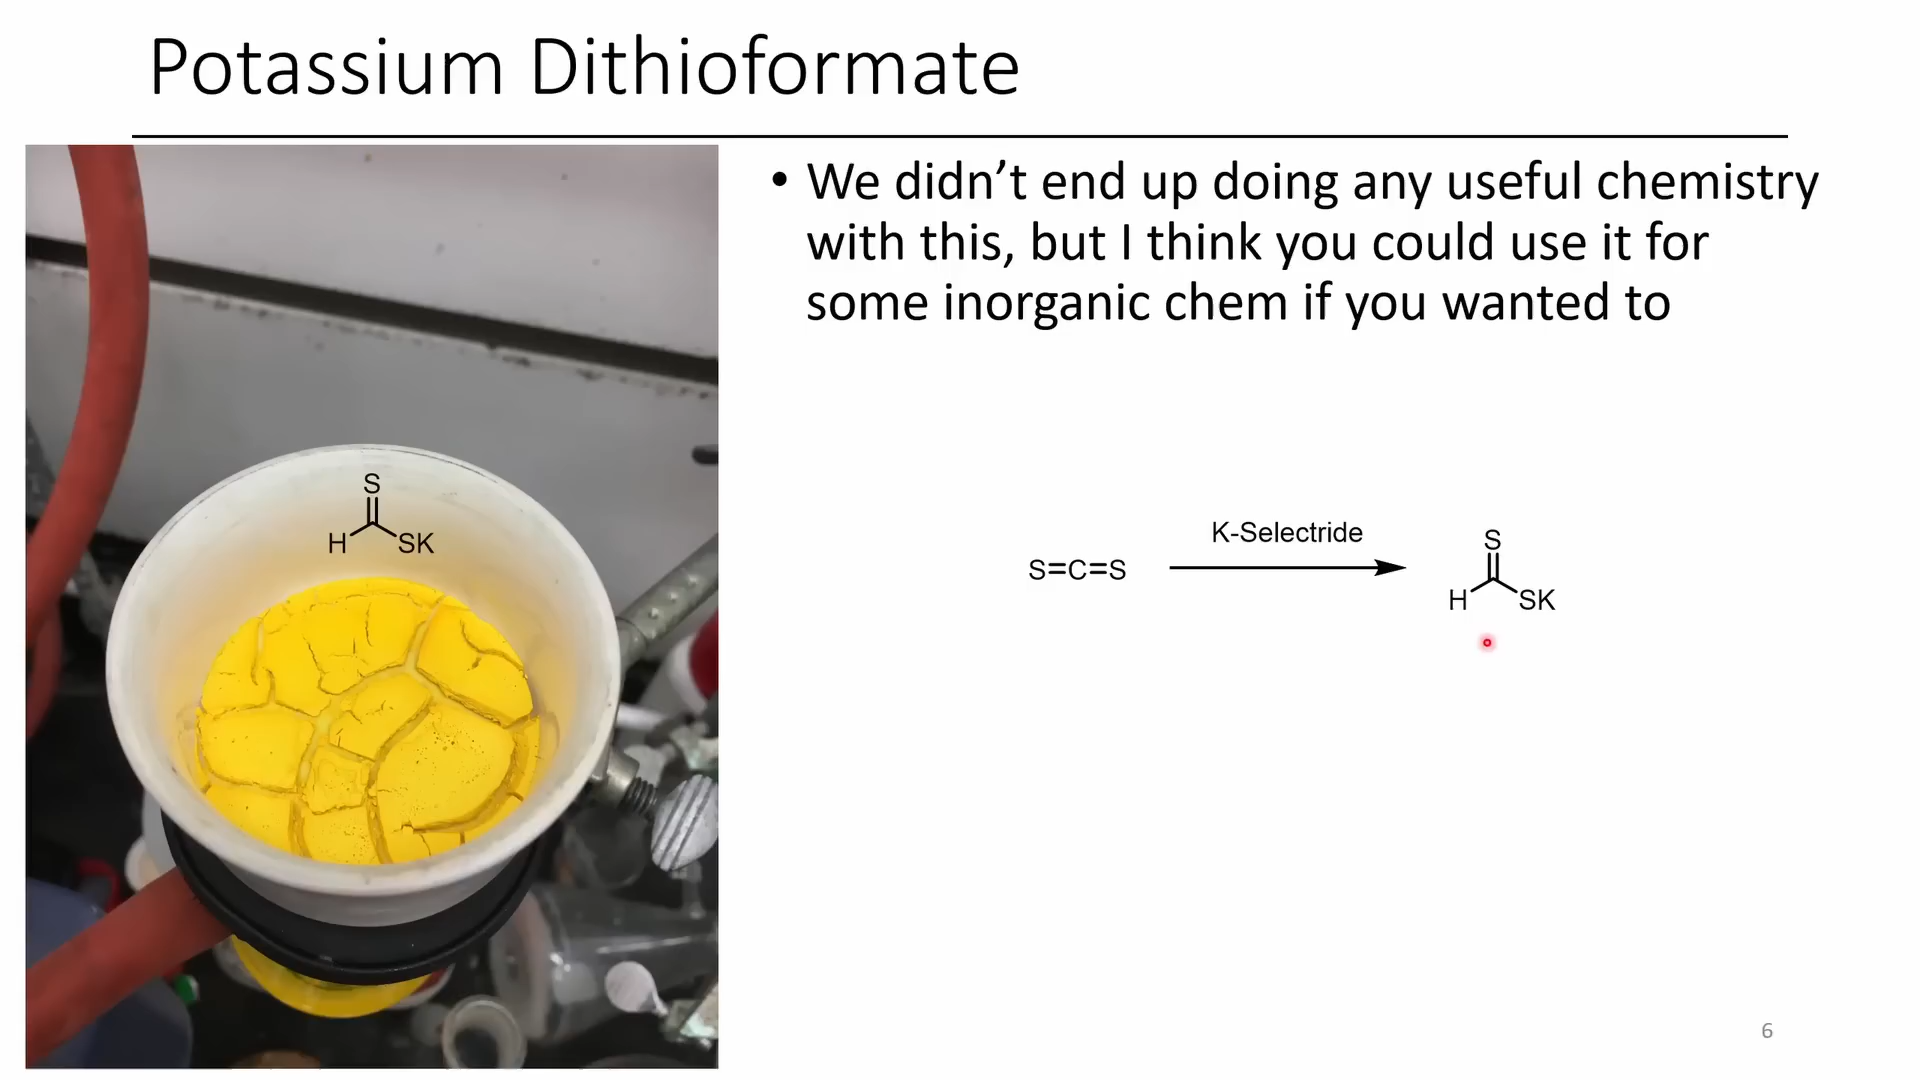 Potassium Dithioformate
• We didn’t end up doing any useful chemistry
with this, but I think you could use it for
some inorganic chem if you wanted to
S
H SK
K-Selectride
S=C=S
S
H SK
6